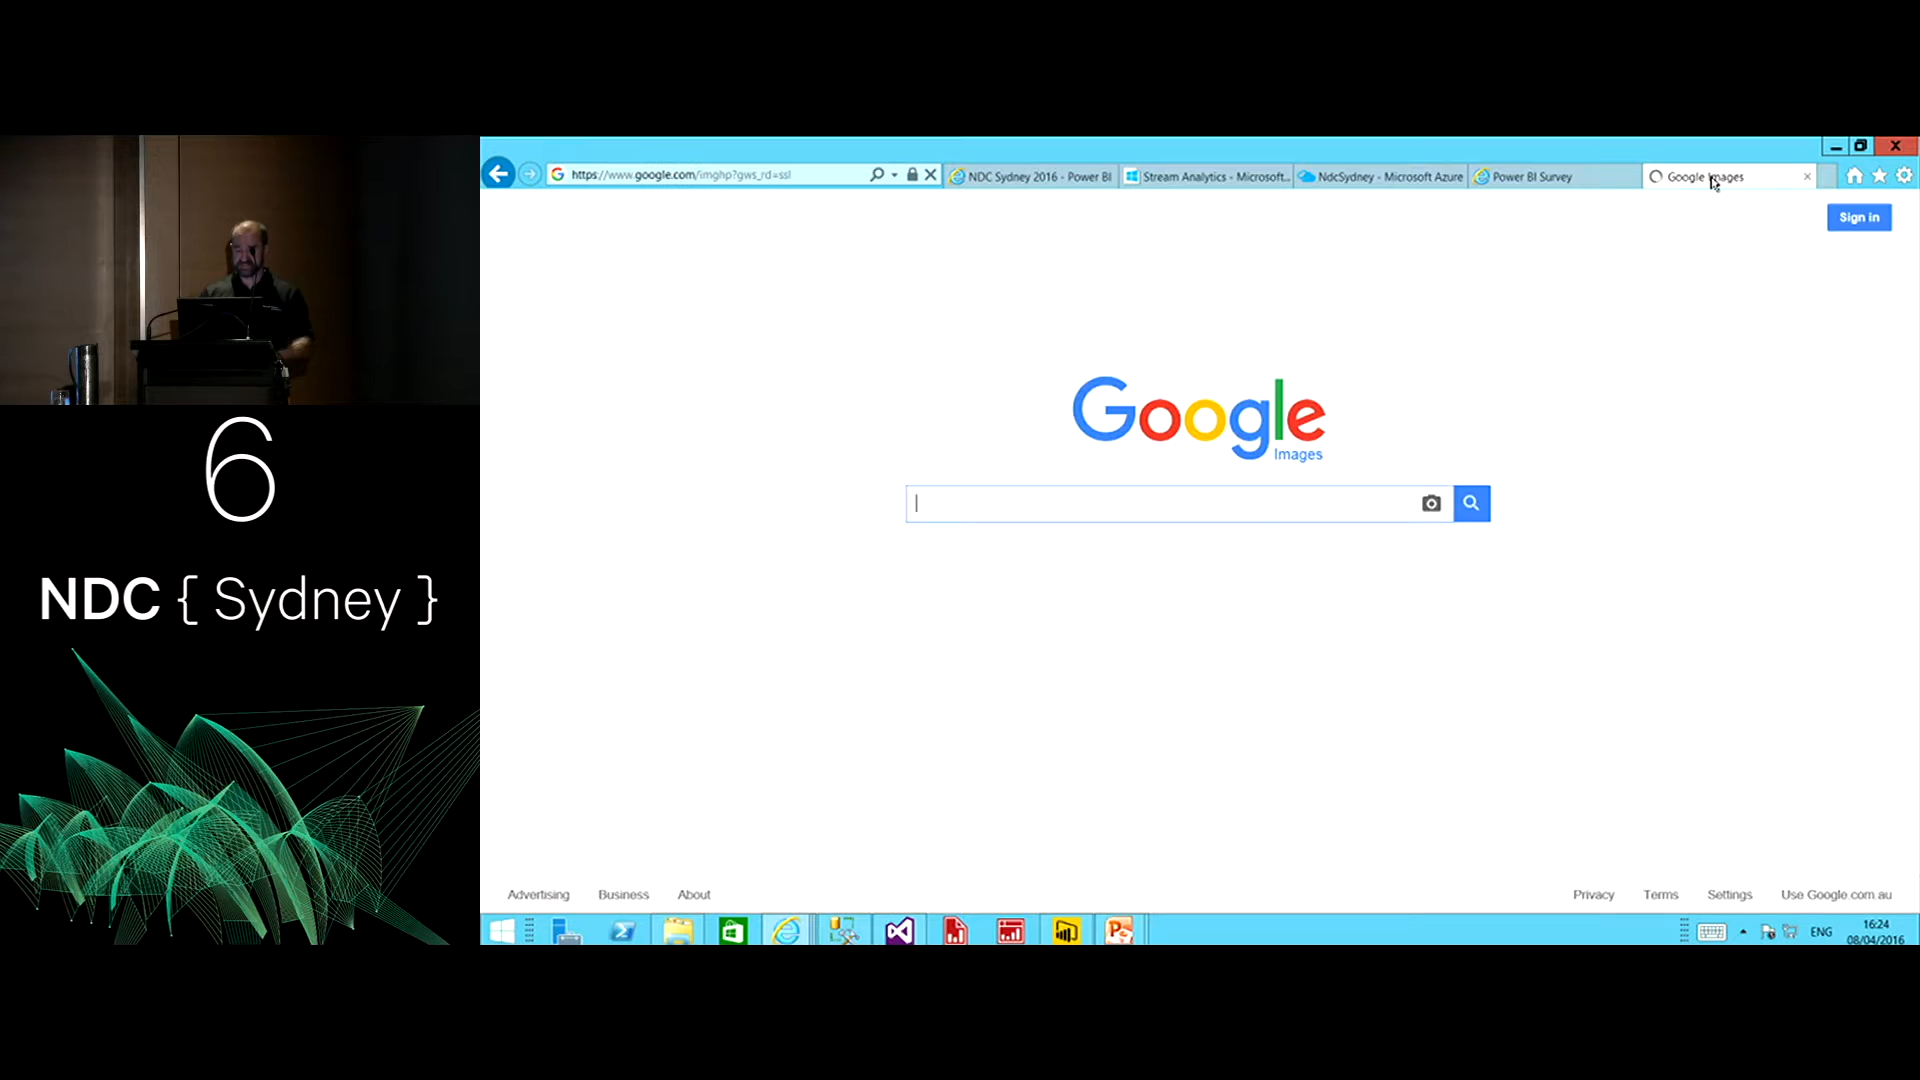 6
NDC { Sydney }
https://www.google.com/imghp?gws_rd=ssl
NDC Sydney 2016 - Power BI
Stream Analytics - Microsoft...
NdcSydney - Microsoft Azure
Power BI Survey
Google Images
Sign in
Google
Images
Advertising
Business
About
Privacy
Terms
Settings
Use Google.com.au
ENG
16:24
08/04/2016